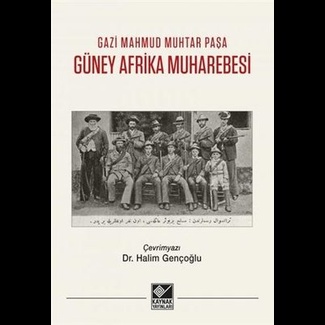 GAZİ MAHMUD MUHTAR PAŞA
GÜNEY AFRİKA MUHAREBESİ
Çevrimyazı
Dr. Halim Gençoğlu
KAYNAK
YAYINLARI